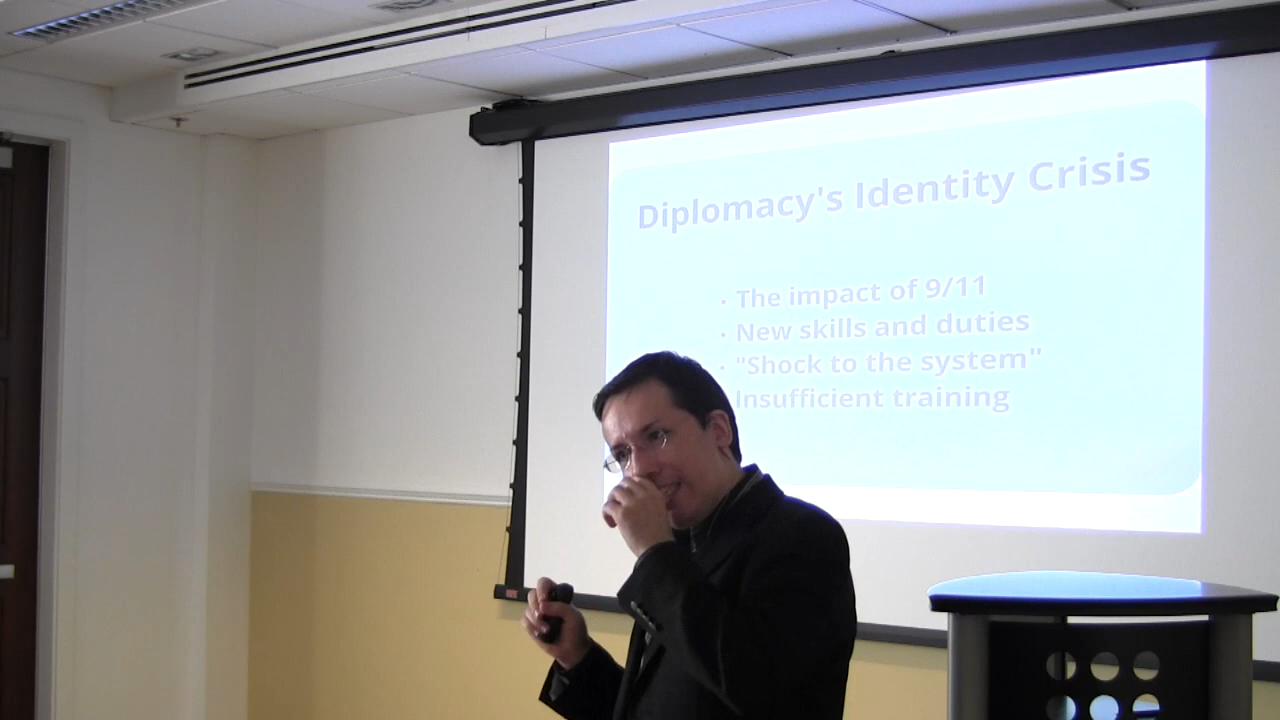 Diplomacy's Identity Crisis
• The impact of 9/11
• New skills and duties
• "Shock to the system"
Insufficient training